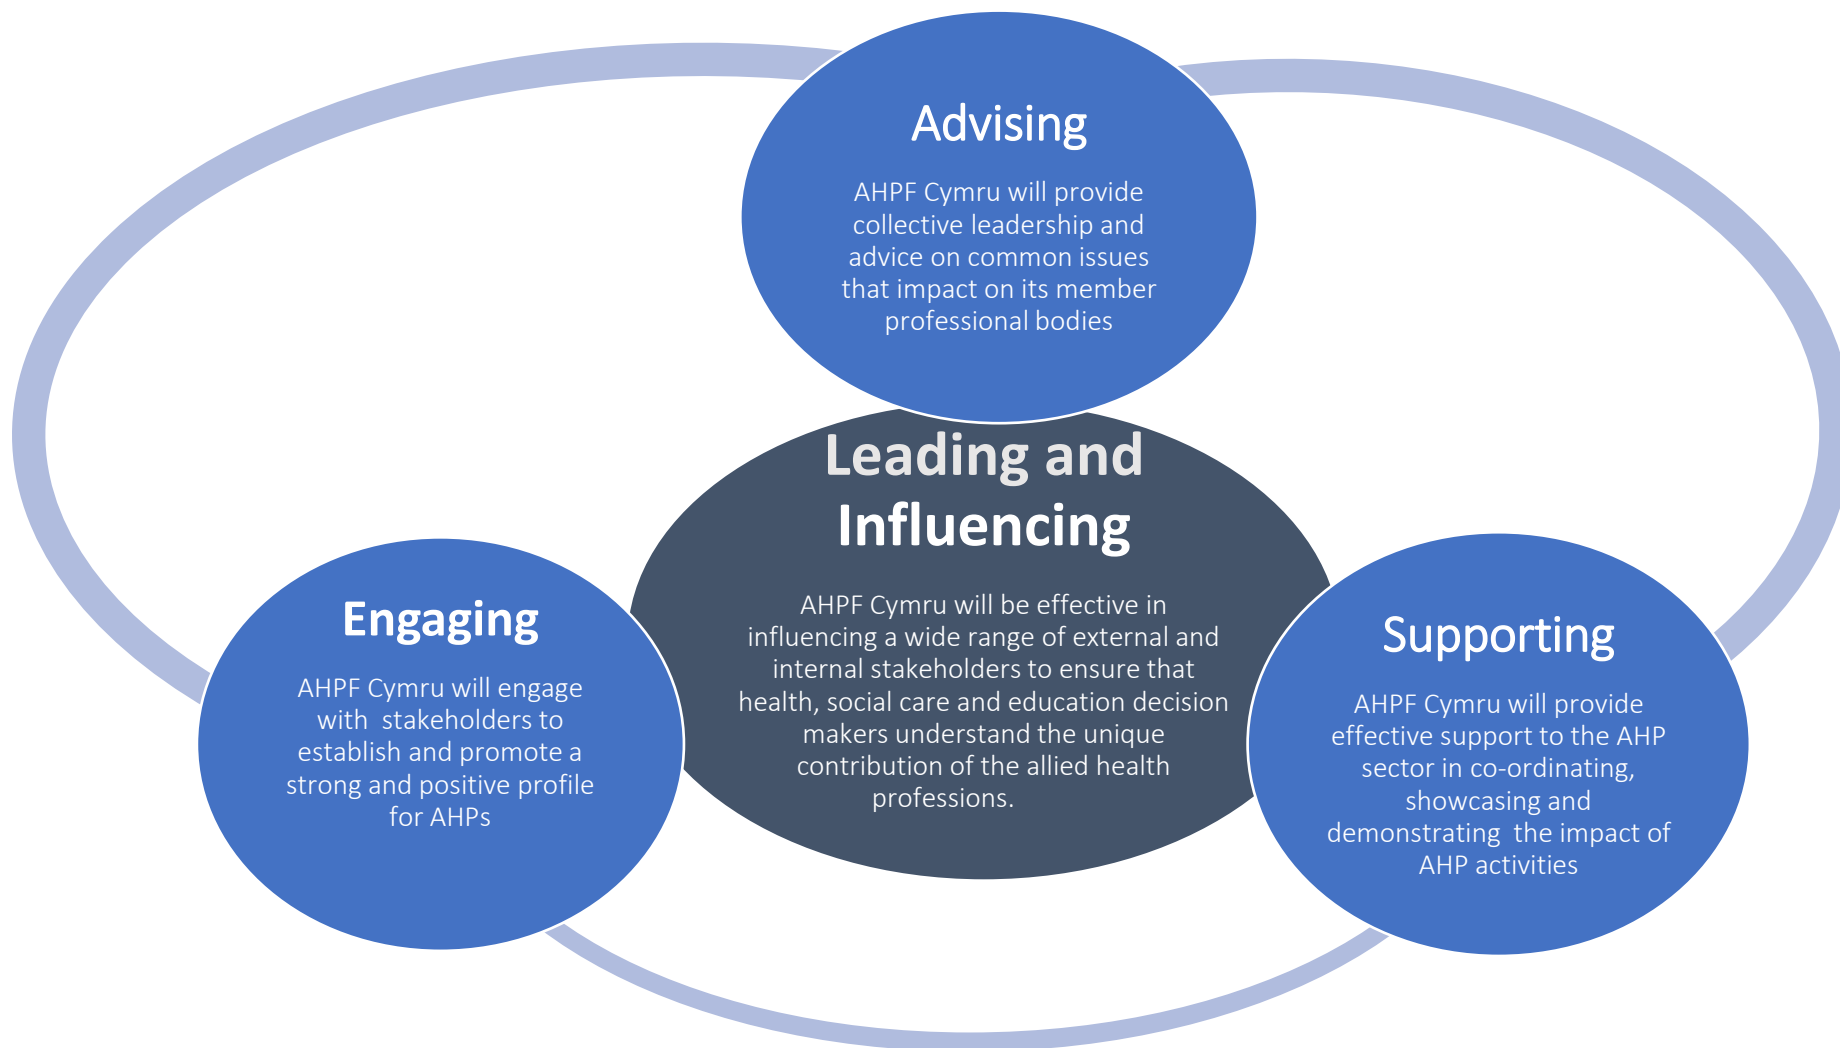 Advising
AHPF Cymru will provide
collective leadership and
advice on common issues
that impact on its member
professional bodies
Leading and
Influencing
AHPF Cymru will be effective in
influencing a wide range of external and
internal stakeholders to ensure that
health, social care and education decision
makers understand the unique
contribution of the allied health
professions.
Engaging
AHPF Cymru will engage
with  stakeholders to
establish and promote a
strong and positive profile
for AHPs
Supporting
AHPF Cymru will provide
effective support to the AHP
sector in co-ordinating,
showcasing and
demonstrating  the impact of
AHP activities